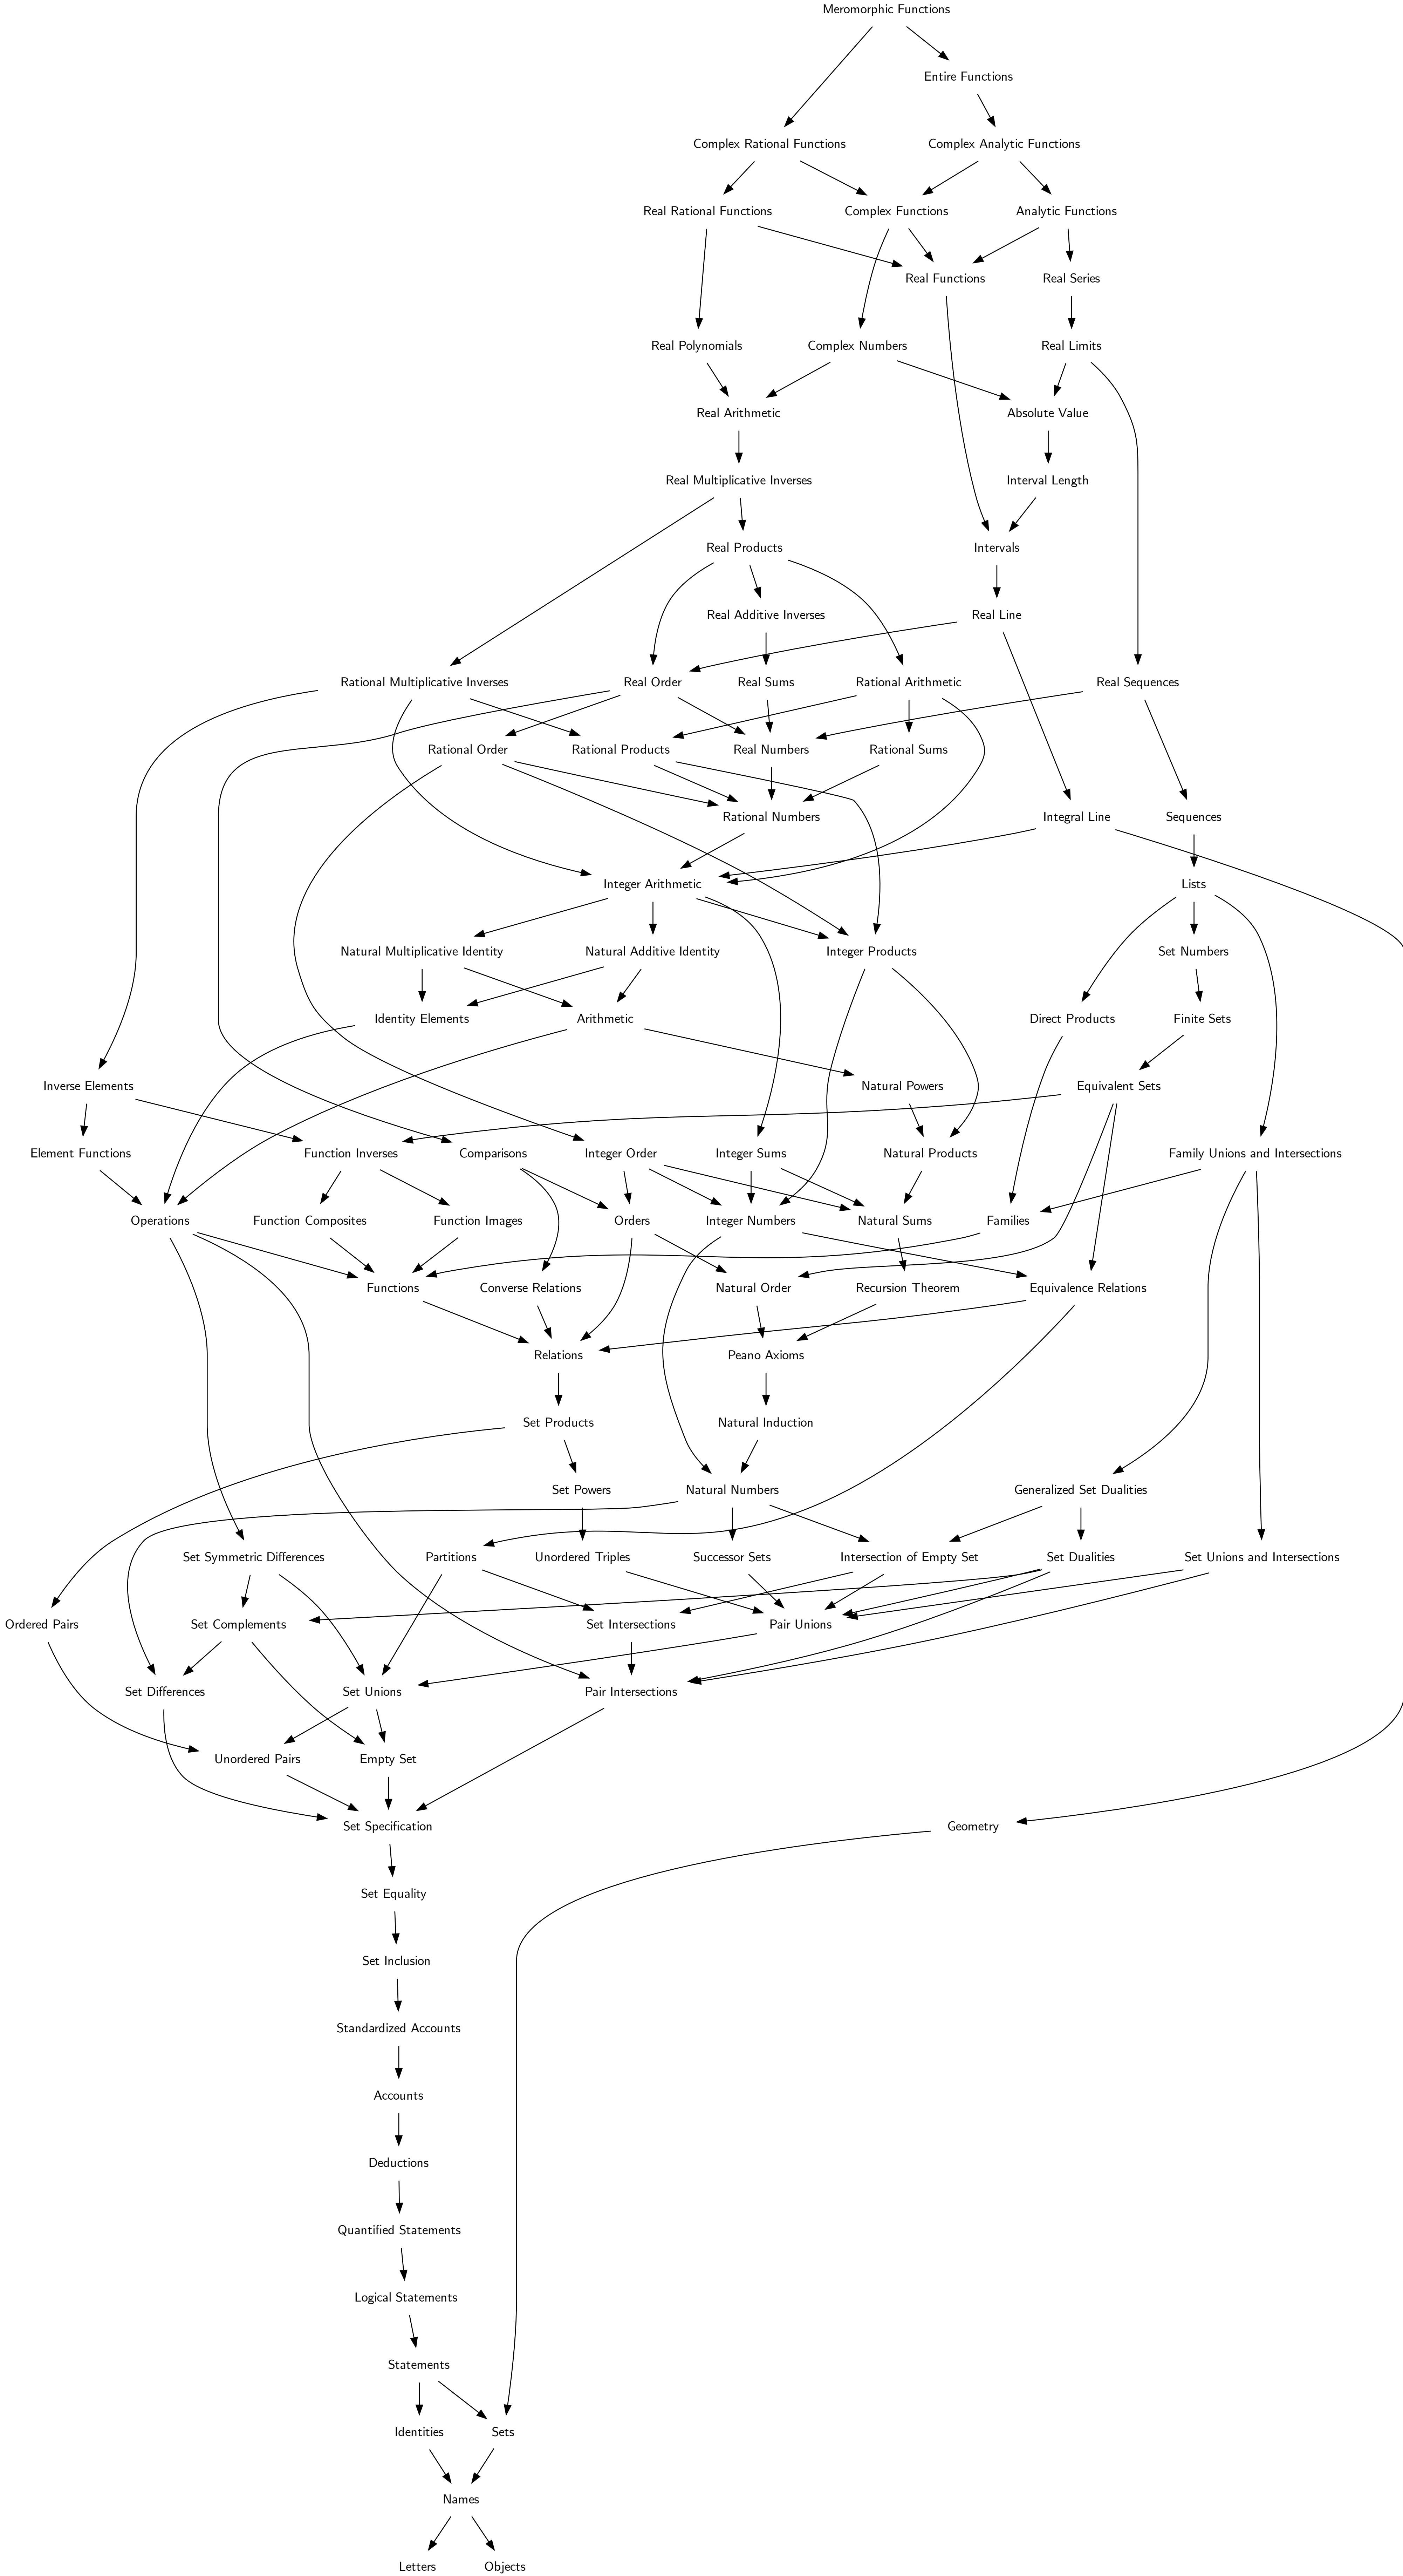 Meromorphic Functions
Entire Functions
Complex Rational Functions
Complex Analytic Functions
Real Rational Functions
Complex Functions
Analytic Functions
Real Functions
Real Series
Real Polynomials
Complex Numbers
Real Limits
Real Arithmetic
Absolute Value
Real Multiplicative Inverses
Interval Length
Real Products
Intervals
Real Additive Inverses
Real Line
Rational Multiplicative Inverses
Real Order
Real Sums
Rational Arithmetic
Real Sequences
Rational Order
Rational Products
Real Numbers
Rational Sums
Rational Numbers
Integral Line
Sequences
Integer Arithmetic
Lists
Natural Multiplicative Identity
Natural Additive Identity
Integer Products
Set Numbers
Identity Elements
Arithmetic
Direct Products
Finite Sets
Inverse Elements
Natural Powers
Equivalent Sets
Element Functions
Function Inverses
Comparisons
Integer Order
Integer Sums
Natural Products
Family Unions and Intersections
Operations
Function Composites
Function Images
Orders
Integer Numbers
Natural Sums
Families
Functions
Converse Relations
Natural Order
Recursion Theorem
Equivalence Relations
Relations
Peano Axioms
Set Products
Natural Induction
Set Powers
Natural Numbers
Generalized Set Dualities
Set Symmetric Differences
Partitions
Unordered Triples
Successor Sets
Intersection of Empty Set
Set Dualities
Set Unions and Intersections
Ordered Pairs
Set Complements
Set Intersections
Pair Unions
Set Differences
Set Unions
Pair Intersections
Unordered Pairs
Empty Set
Set Specification
Geometry
Set Equality
Set Inclusion
Standardized Accounts
Accounts
Deductions
Quantified Statements
Logical Statements
Statements
Identities
Sets
Names
Letters
Objects